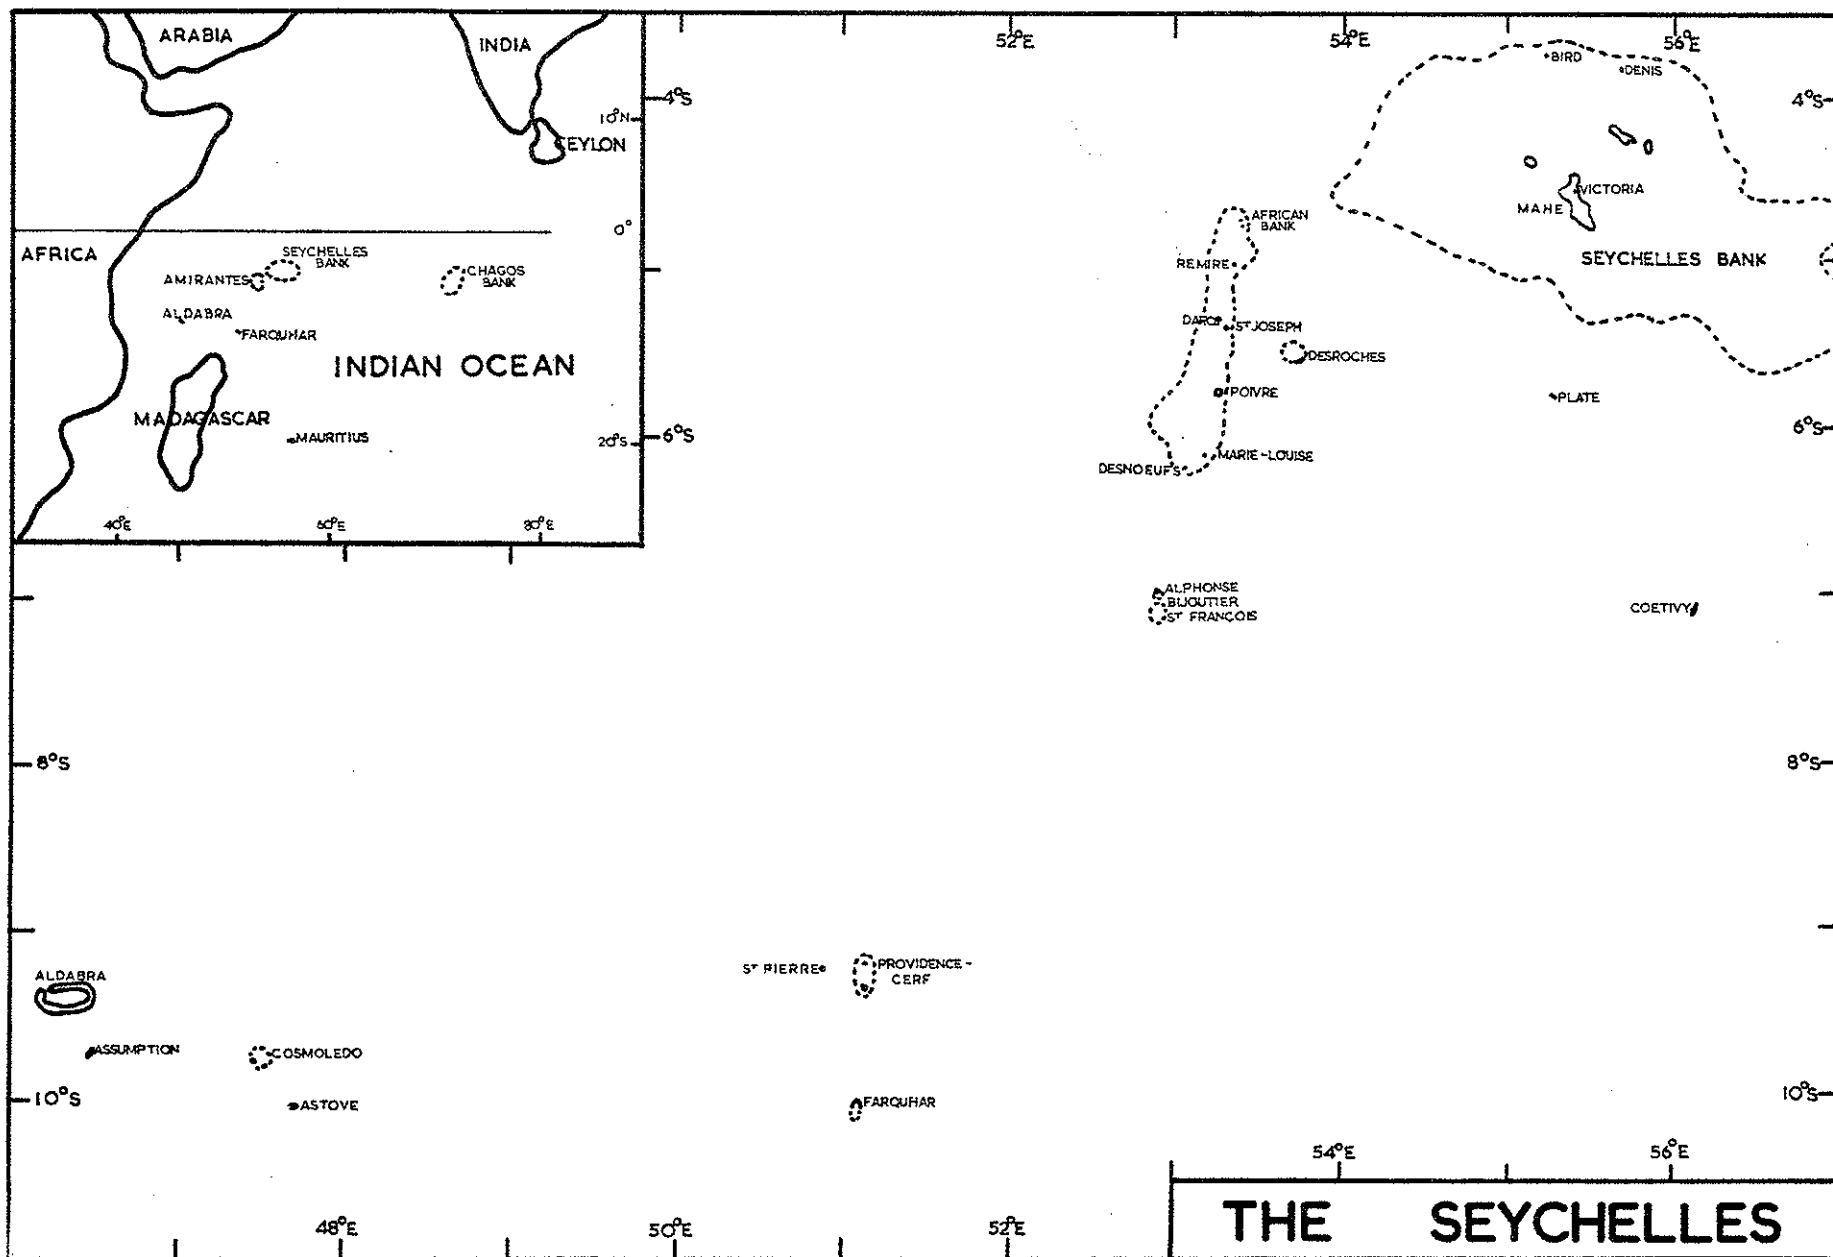 ARABIA
INDIA
10°N
CEYLON
0°
AFRICA
SEYCHELLES
BANK
AMIRANTES
CHAGOS
BANK
ALDABRA
FARQUHAR
INDIAN OCEAN
MADAGASCAR
MAURITIUS
20°S
40°E
60°E
80°E
52°E
54°E
56°E
4°S
4°S
BIRD
DENIS
VICTORIA
MAHE
SEYCHELLES BANK
AFRICAN
BANK
REMIRE
DAROS
ST JOSEPH
DESROCHES
POIVRE
PLATE
6°S
6°S
MARIE-LOUISE
DESNOEUFS
ALPHONSE
BIJOUTIER
ST FRANÇOIS
COETIVY
8°S
8°S
ALDABRA
ST PIERRE
PROVIDENCE-
CERF
ASSUMPTION
COSMOLEDO
10°S
10°S
ASTOVE
FARQUHAR
54°E
56°E
48°E
50°E
52°E
THE SEYCHELLES